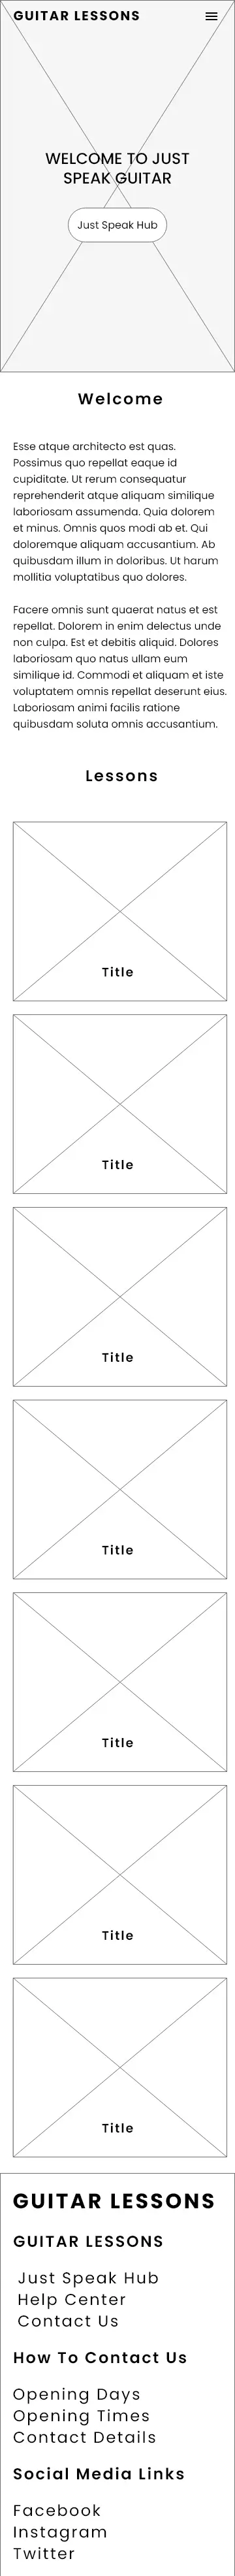 GUITAR LESSONS
WELCOME TO JUST
SPEAK GUITAR
Just Speak Hub
Welcome
Esse atque architecto est quas.
Possimus quo repellat eaque id
cupiditate. Ut rerum consequatur
reprehenderit atque aliquam similique
laboriosam assumenda. Quia dolorem
et minus. Omnis quos modi ab et. Qui
doloremque aliquam accusantium. Ab
quibusdam illum in doloribus. Ut harum
mollitia voluptatibus quo dolores.
Facere omnis sunt quaerat natus et est
repellat. Dolorem in enim delectus unde
non culpa. Est et debitis aliquid. Dolores
laboriosam quo natus ullam eum
similique id. Commodi et aliquam et iste
voluptatem omnis repellat deserunt eius.
Laboriosam animi facilis ratione
quibusdam soluta omnis accusantium.
Lessons
Title
Title
Title
Title
Title
Title
Title
GUITAR LESSONS
GUITAR LESSONS
Just Speak Hub
Help Center
Contact Us
How To Contact Us
Opening Days
Opening Times
Contact Details
Social Media Links
Facebook
Instagram
Twitter